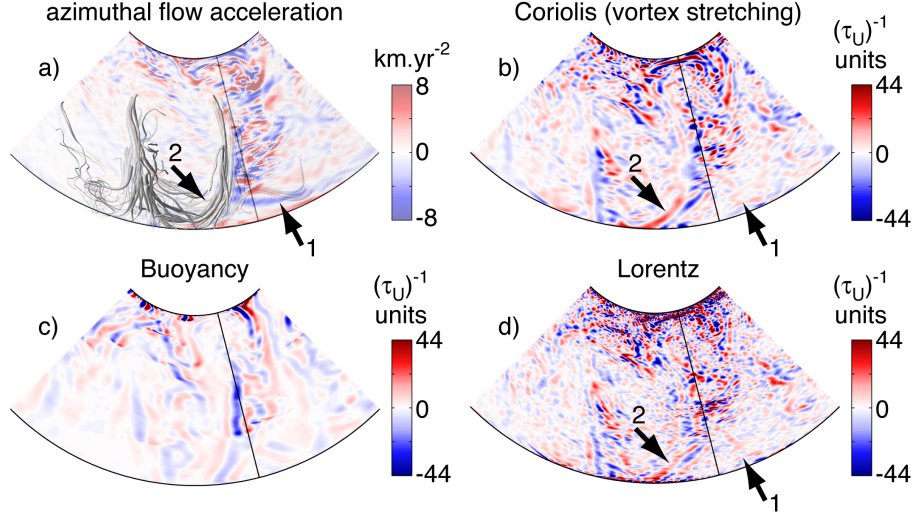 azimuthal flow acceleration
a)
km.yr-2
8
0
-8
2
1
Coriolis (vortex stretching)
b)
(τU)-1
units
44
0
-44
2
1
Buoyancy
c)
(τU)-1
units
44
0
-44
Lorentz
d)
(τU)-1
units
44
0
-44
2
1